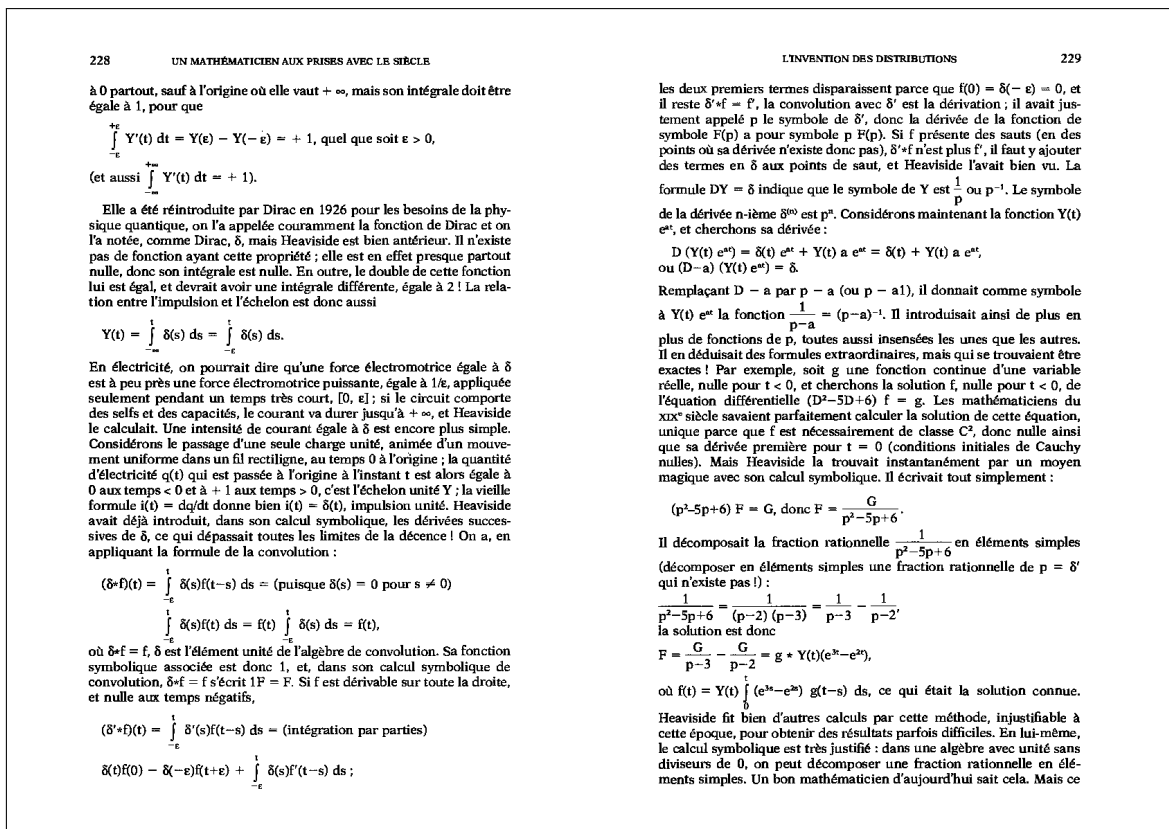 228 UN MATHÉMATICIEN AUX PRISES AVEC LE SIÈCLE
à 0 partout, sauf à l'origine où elle vaut + ∞, mais son intégrale doit être
égale à 1, pour que
+ε
∫ Y'(t) dt = Y(ε) − Y(− ε) = + 1, quel que soit ε > 0,
−ε
+∞
(et aussi ∫ Y'(t) dt = + 1).
−∞
Elle a été réintroduite par Dirac en 1926 pour les besoins de la phy-
sique quantique, on l'a appelée couramment la fonction de Dirac et on
l'a notée, comme Dirac, δ, mais Heaviside est bien antérieur. Il n'existe
pas de fonction ayant cette propriété ; elle est en effet presque partout
nulle, donc son intégrale est nulle. En outre, le double de cette fonction
lui est égal, et devrait avoir une intégrale différente, égale à 2 ! La rela-
tion entre l'impulsion et l'échelon est donc aussi
t t
Y(t) = ∫ δ(s) ds = ∫ δ(s) ds.
−∞ −ε
En électricité, on pourrait dire qu'une force électromotrice égale à δ
est à peu près une force électromotrice puissante, égale à 1/ε, appliquée
seulement pendant un temps très court, [0, ε] ; si le circuit comporte
des selfs et des capacités, le courant va durer jusqu'à + ∞, et Heaviside
le calculait. Une intensité de courant égale à δ est encore plus simple.
Considérons le passage d'une seule charge unité, animée d'un mouve-
ment uniforme dans un fil rectiligne, au temps 0 à l'origine ; la quantité
d'électricité q(t) qui est passée à l'origine à l'instant t est alors égale à
0 aux temps < 0 et à + 1 aux temps > 0, c'est l'échelon unité Y ; la vieille
formule i(t) = dq/dt donne bien i(t) = δ(t), impulsion unité. Heaviside
avait déjà introduit, dans son calcul symbolique, les dérivées succes-
sives de δ, ce qui dépassait toutes les limites de la décence ! On a, en
appliquant la formule de la convolution :
t
(δ*f)(t) = ∫ δ(s)f(t−s) ds = (puisque δ(s) = 0 pour s ≠ 0)
−ε
t t
∫ δ(s)f(t) ds = f(t) ∫ δ(s) ds = f(t),
−ε −ε
où δ*f = f, δ est l'élément unité de l'algèbre de convolution. Sa fonction
symbolique associée est donc 1, et, dans son calcul symbolique de
convolution, δ*f = f s'écrit 1F = F. Si f est dérivable sur toute la droite,
et nulle aux temps négatifs,
t
(δ'*f)(t) = ∫ δ'(s)f(t−s) ds = (intégration par parties)
−ε
t
δ(t)f(0) − δ(−ε)f(t+ε) + ∫ δ(s)f'(t−s) ds ;
−ε
L'INVENTION DES DISTRIBUTIONS 229
les deux premiers termes disparaissent parce que f(0) = δ(− ε) = 0, et
il reste δ'*f = f', la convolution avec δ' est la dérivation ; il avait jus-
tement appelé p le symbole de δ', donc la dérivée de la fonction de
symbole F(p) a pour symbole p F(p). Si f présente des sauts (en des
points où sa dérivée n'existe donc pas), δ'*f n'est plus f', il faut y ajouter
des termes en δ aux points de saut, et Heaviside l'avait bien vu. La
formule DY = δ indique que le symbole de Y est 1/p ou p⁻¹. Le symbole
de la dérivée n-ième δ⁽ⁿ⁾ est pⁿ. Considérons maintenant la fonction Y(t)
eᵃᵗ, et cherchons sa dérivée :
D (Y(t) eᵃᵗ) = δ(t) eᵃᵗ + Y(t) a eᵃᵗ = δ(t) + Y(t) a eᵃᵗ,
ou (D−a) (Y(t) eᵃᵗ) = δ.
Remplaçant D − a par p − a (ou p − a1), il donnait comme symbole
à Y(t) eᵃᵗ la fonction 1/(p−a) = (p−a)⁻¹. Il introduisait ainsi de plus en
plus de fonctions de p, toutes aussi insensées les unes que les autres.
Il en déduisait des formules extraordinaires, mais qui se trouvaient être
exactes ! Par exemple, soit g une fonction continue d'une variable
réelle, nulle pour t < 0, et cherchons la solution f, nulle pour t < 0, de
l'équation différentielle (D²−5D+6) f = g. Les mathématiciens du
XIXᵉ siècle savaient parfaitement calculer la solution de cette équation,
unique parce que f est nécessairement de classe C², donc nulle ainsi
que sa dérivée première pour t = 0 (conditions initiales de Cauchy
nulles). Mais Heaviside la trouvait instantanément par un moyen
magique avec son calcul symbolique. Il écrivait tout simplement :
(p²−5p+6) F = G, donc F = G/(p²−5p+6).
Il décomposait la fraction rationnelle 1/(p²−5p+6) en éléments simples
(décomposer en éléments simples une fraction rationnelle de p = δ'
qui n'existe pas !) :
1/(p²−5p+6) = 1/((p−2) (p−3)) = 1/(p−3) − 1/(p−2),
la solution est donc
F = G/(p−3) − G/(p−2) = g * Y(t)(e³ᵗ−e²ᵗ),
t
où f(t) = Y(t) ∫ (e³ˢ−e²ˢ) g(t−s) ds, ce qui était la solution connue.
0
Heaviside fit bien d'autres calculs par cette méthode, injustifiable à
cette époque, pour obtenir des résultats parfois difficiles. En lui-même,
le calcul symbolique est très justifié : dans une algèbre avec unité sans
diviseurs de 0, on peut décomposer une fraction rationnelle en élé-
ments simples. Un bon mathématicien d'aujourd'hui sait cela. Mais ce